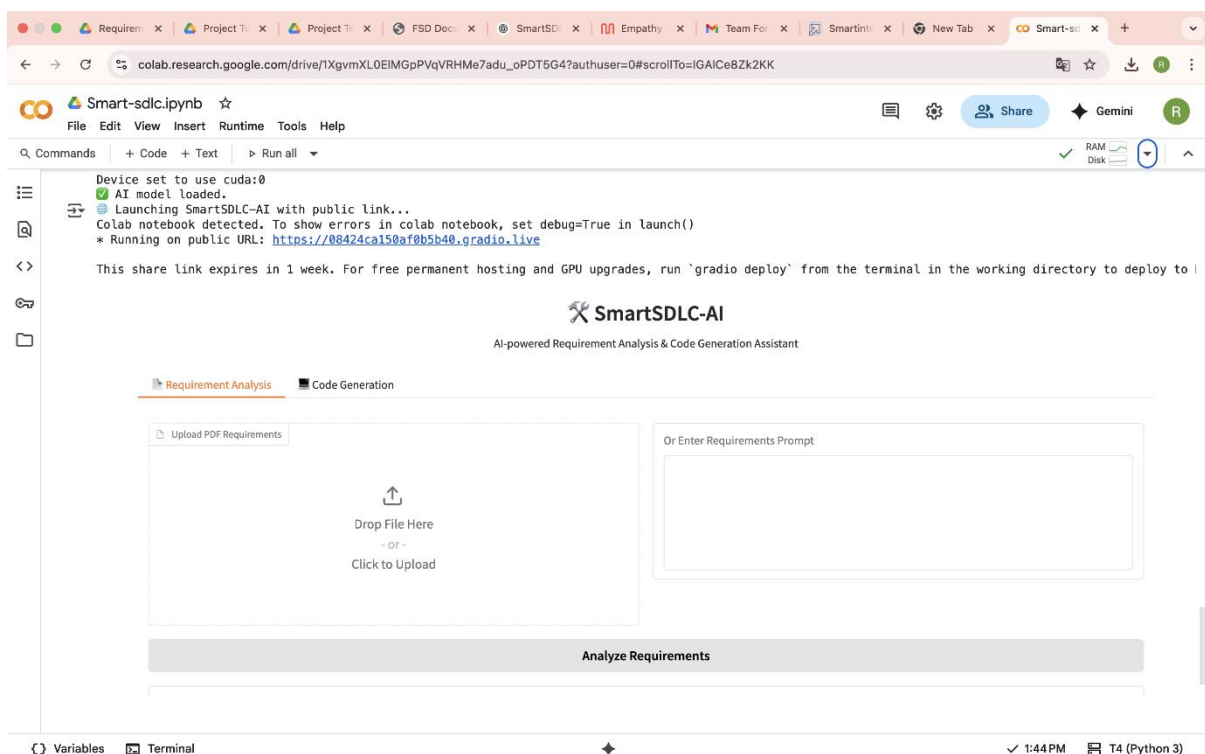 Requirem
Project Te
Project Te
FSD Docu
SmartSD
Empathy
Team For
Smartinte
New Tab
Smart-sd
colab.research.google.com/drive/1XgvmXL0ElMGpPVqVRHMe7adu_oPDT5G4?authuser=0#scrollTo=IGAlCe8Zk2KK
R
CO
Smart-sdlc.ipynb
File Edit View Insert Runtime Tools Help
Share
Gemini
R
Commands + Code + Text Run all
RAM
Disk
Device set to use cuda:0
AI model loaded.
Launching SmartSDLC-AI with public link...
Colab notebook detected. To show errors in colab notebook, set debug=True in launch()
* Running on public URL: https://08424ca150af0b5b40.gradio.live
This share link expires in 1 week. For free permanent hosting and GPU upgrades, run `gradio deploy` from the terminal in the working directory to deploy to
SmartSDLC-AI
AI-powered Requirement Analysis & Code Generation Assistant
Requirement Analysis Code Generation
Upload PDF Requirements
Drop File Here
- or -
Click to Upload
Or Enter Requirements Prompt
Analyze Requirements
Variables Terminal
1:44 PM T4 (Python 3)